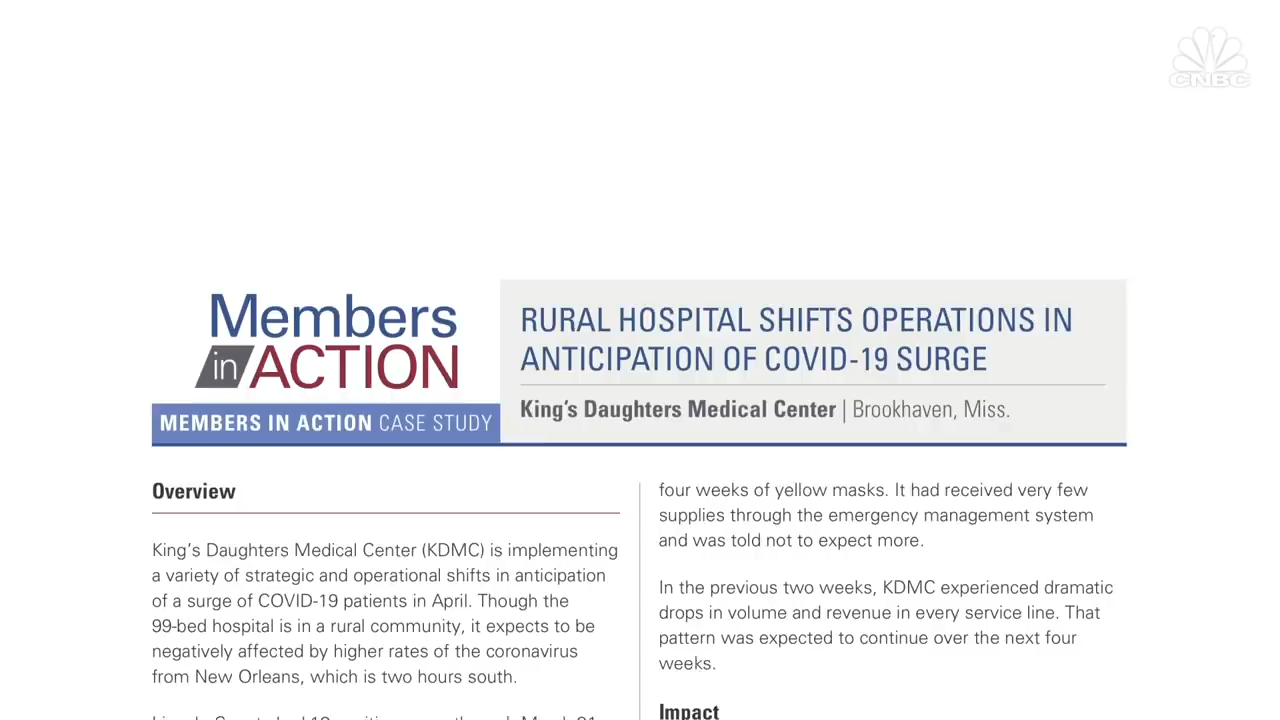 CNBC
Members
in ACTION
MEMBERS IN ACTION CASE STUDY
RURAL HOSPITAL SHIFTS OPERATIONS IN
ANTICIPATION OF COVID-19 SURGE
King's Daughters Medical Center | Brookhaven, Miss.
Overview
King's Daughters Medical Center (KDMC) is implementing
a variety of strategic and operational shifts in anticipation
of a surge of COVID-19 patients in April. Though the
99-bed hospital is in a rural community, it expects to be
negatively affected by higher rates of the coronavirus
from New Orleans, which is two hours south.
four weeks of yellow masks. It had received very few
supplies through the emergency management system
and was told not to expect more.
In the previous two weeks, KDMC experienced dramatic
drops in volume and revenue in every service line. That
pattern was expected to continue over the next four
weeks.
Impact